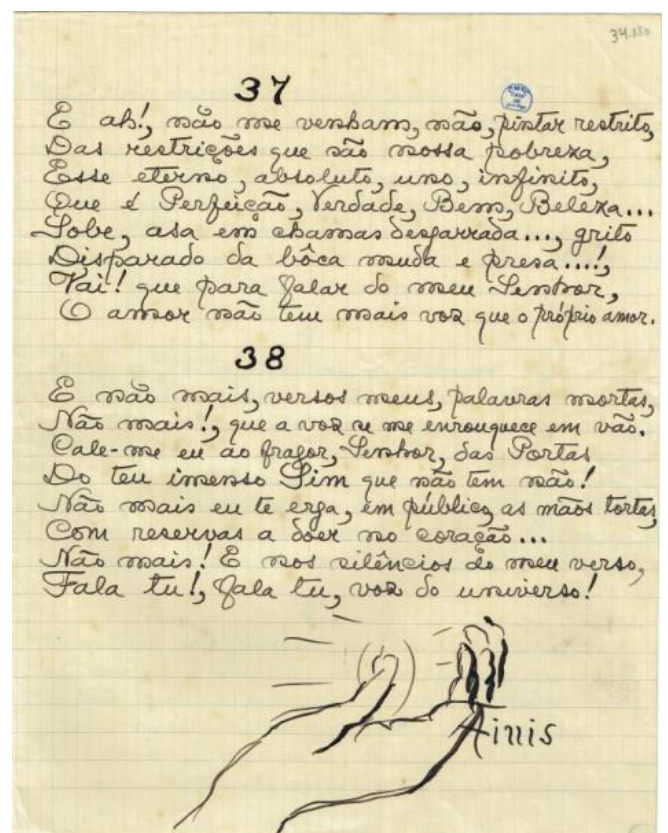 34.180
37
E ah!, não me venham, não, pintar restrito,
Das restrições que são nossa pobreza,
Esse eterno, absoluto, uno, infinito,
Que é Perfeição, Verdade, Bem, Beleza...
Sobe, asa em chamas desgarrada..., grito
Disparado da bôca muda e presa...!,
Vai! que para falar do meu Senhor,
O amor não tem mais voz que o próprio amor.
38
E não mais, versos meus, palavras mortas,
Não mais!, que a voz se me enrouquece em vão.
Cale-me eu ao fragor, Senhor, das Portas
Do teu imenso Sim que não tem não!
Não mais eu te erga, em público, as mãos tortas,
Com reservas a doer no coração...
Não mais! E nos silêncios do meu verso,
Fala tu!, fala tu, voz do universo!
Finis